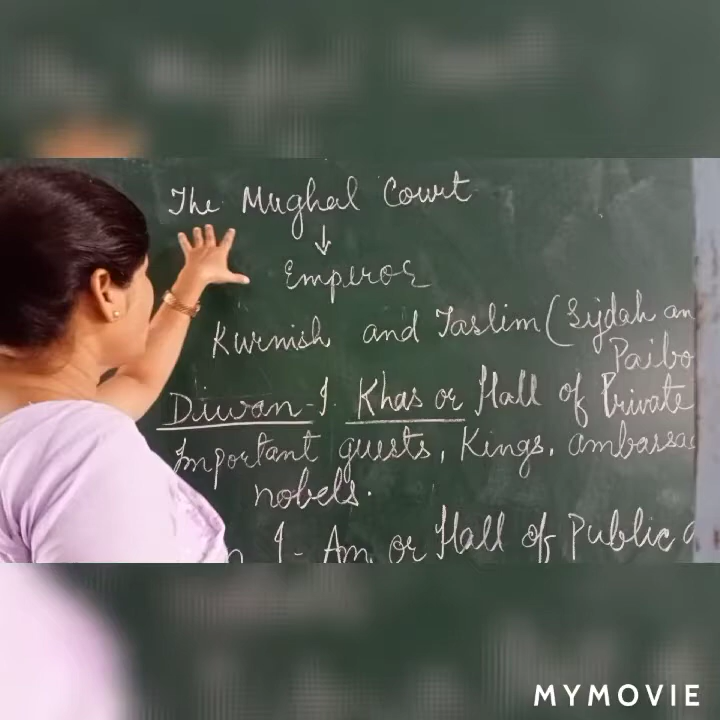 The Mughal Court
↓
Emperor
Kurnish and Taslim (Sijdah an
Paibo
Diwan-I. Khas or Hall of Private
Important guests, Kings, ambassad
nobels.
n I- Am or Hall of Public a
MYMOVIE